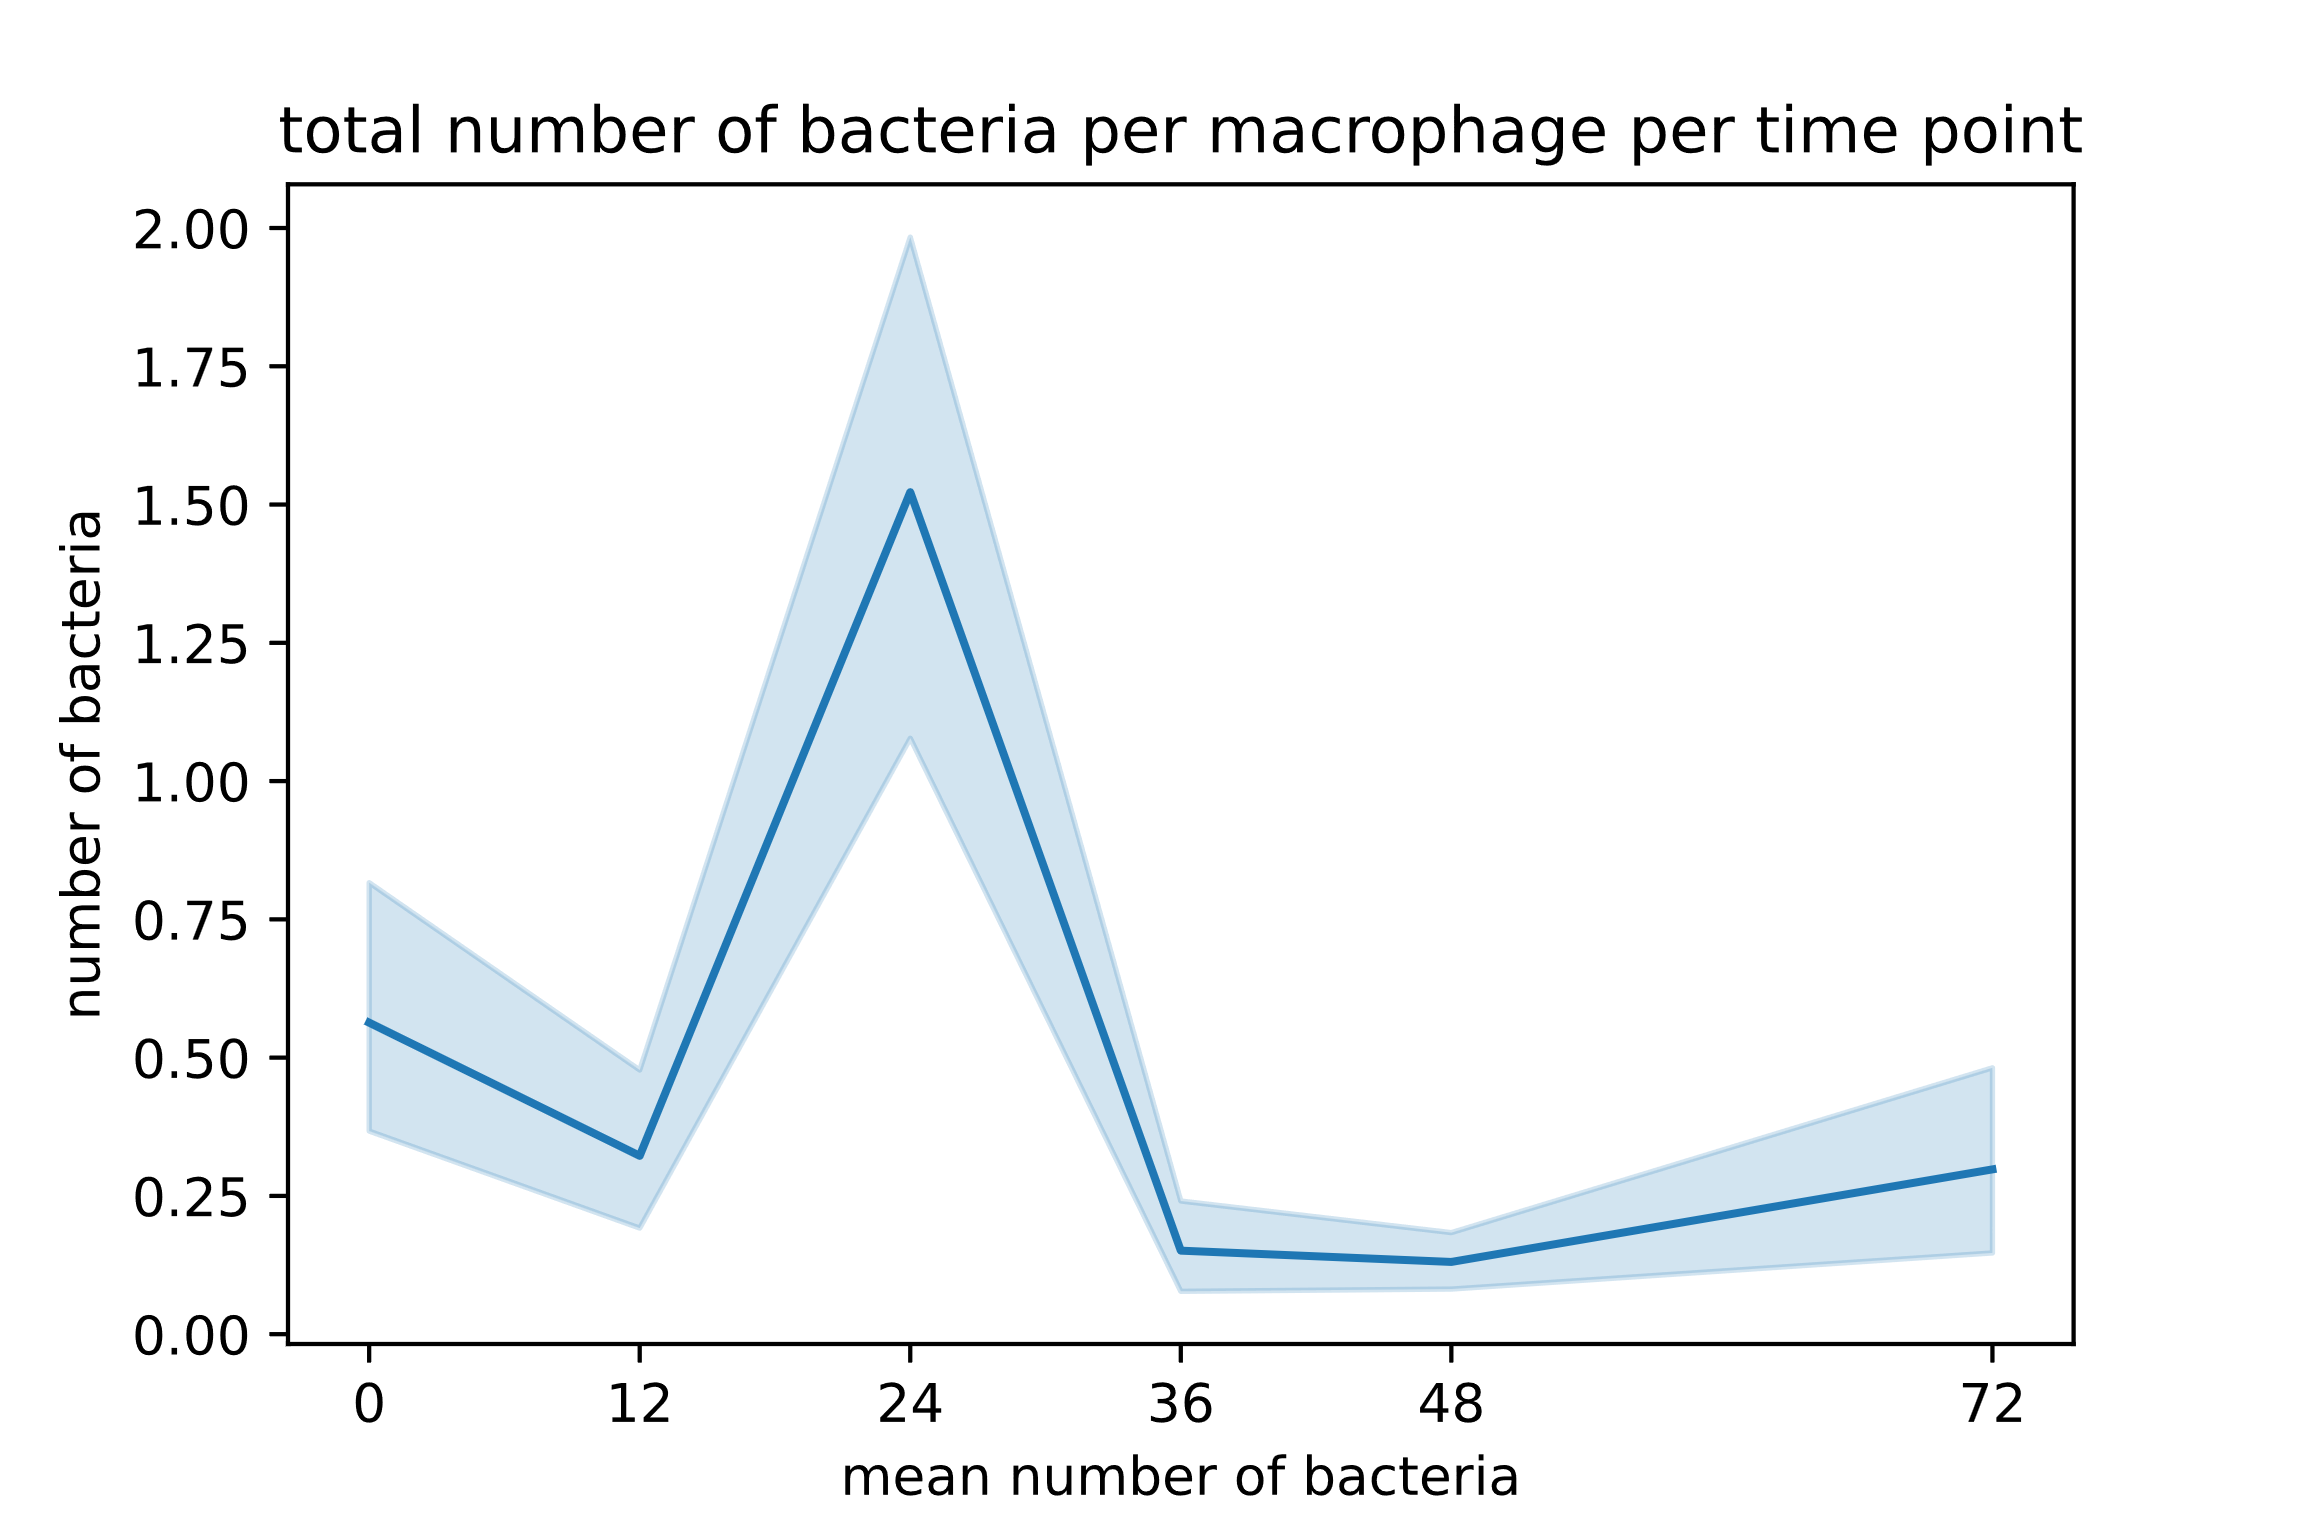 total number of bacteria per macrophage per time point
2.00
1.75
1.50
1.25
1.00
0.75
0.50
0.25
0.00
number of bacteria
0 12 24 36 48 72
mean number of bacteria